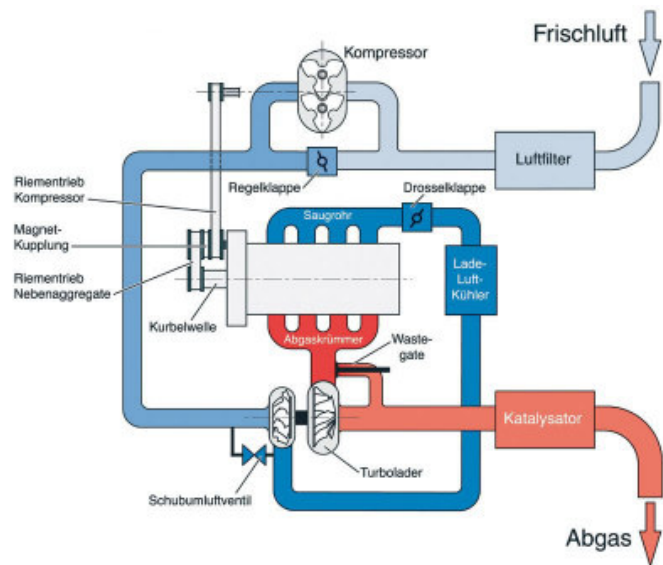 Kompressor
Frischluft
Luftfilter
Regelklappe
Drosselklappe
Riementrieb
Kompressor
Magnet-
Kupplung
Riementrieb
Nebenaggregate
Saugrohr
Lade-
Luft-
Kühler
Kurbelwelle
Abgaskrümmer
Waste-
gate
Katalysator
Turbolader
Schubumluftventil
Abgas